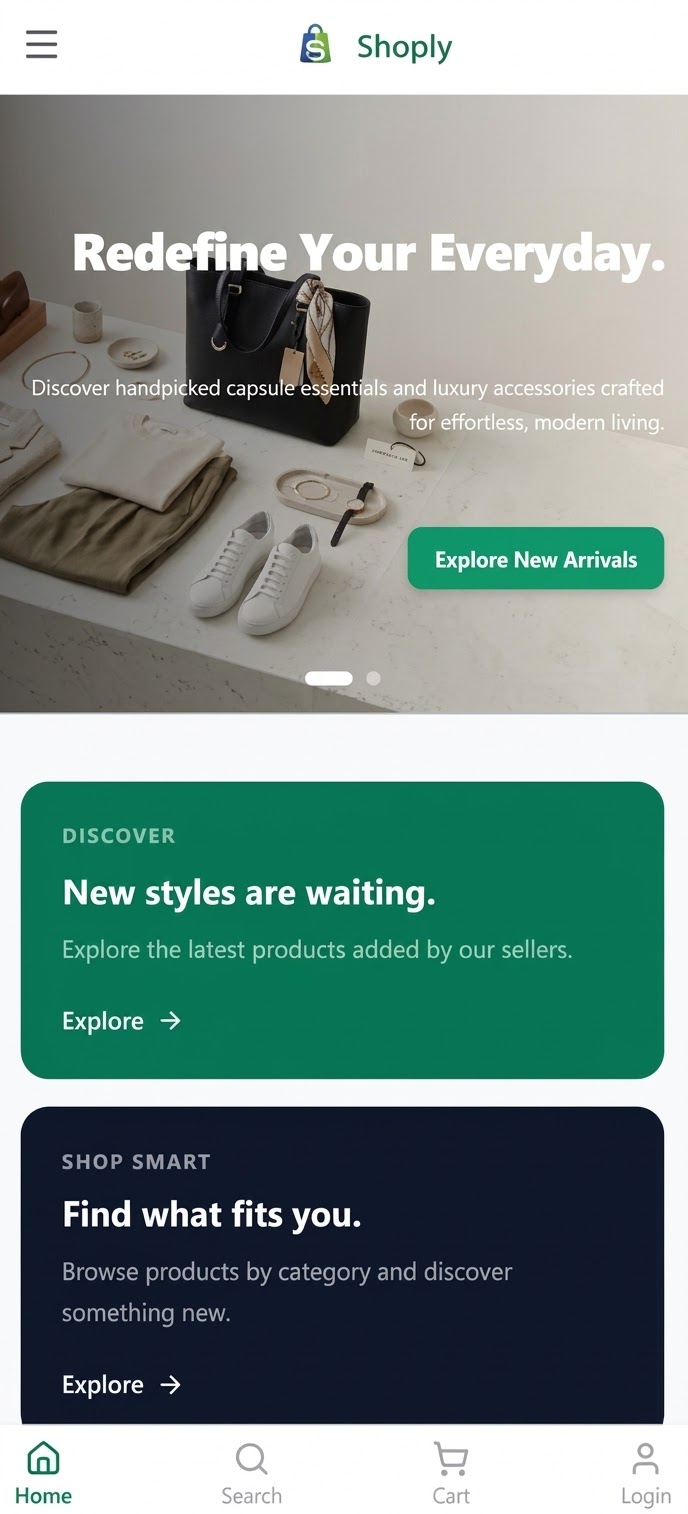 Shoply
Redefine Your Everyday.
Discover handpicked capsule essentials and luxury accessories crafted
for effortless, modern living.
Explore New Arrivals
DISCOVER
New styles are waiting.
Explore the latest products added by our sellers.
Explore →
SHOP SMART
Find what fits you.
Browse products by category and discover
something new.
Explore →
Home
Search
Cart
Login